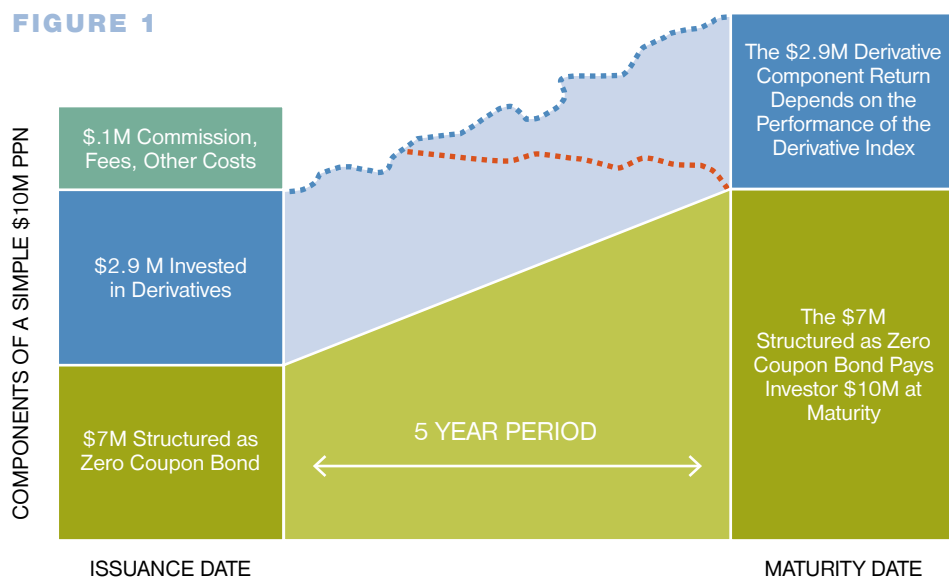 FIGURE 1
COMPONENTS OF A SIMPLE $10M PPN
$.1M Commission,
Fees, Other Costs
$2.9 M Invested
in Derivatives
$7M Structured as
Zero Coupon Bond
5 YEAR PERIOD
The $2.9M Derivative
Component Return
Depends on the
Performance of the
Derivative Index
The $7M
Structured as Zero
Coupon Bond Pays
Investor $10M at
Maturity
ISSUANCE DATE
MATURITY DATE